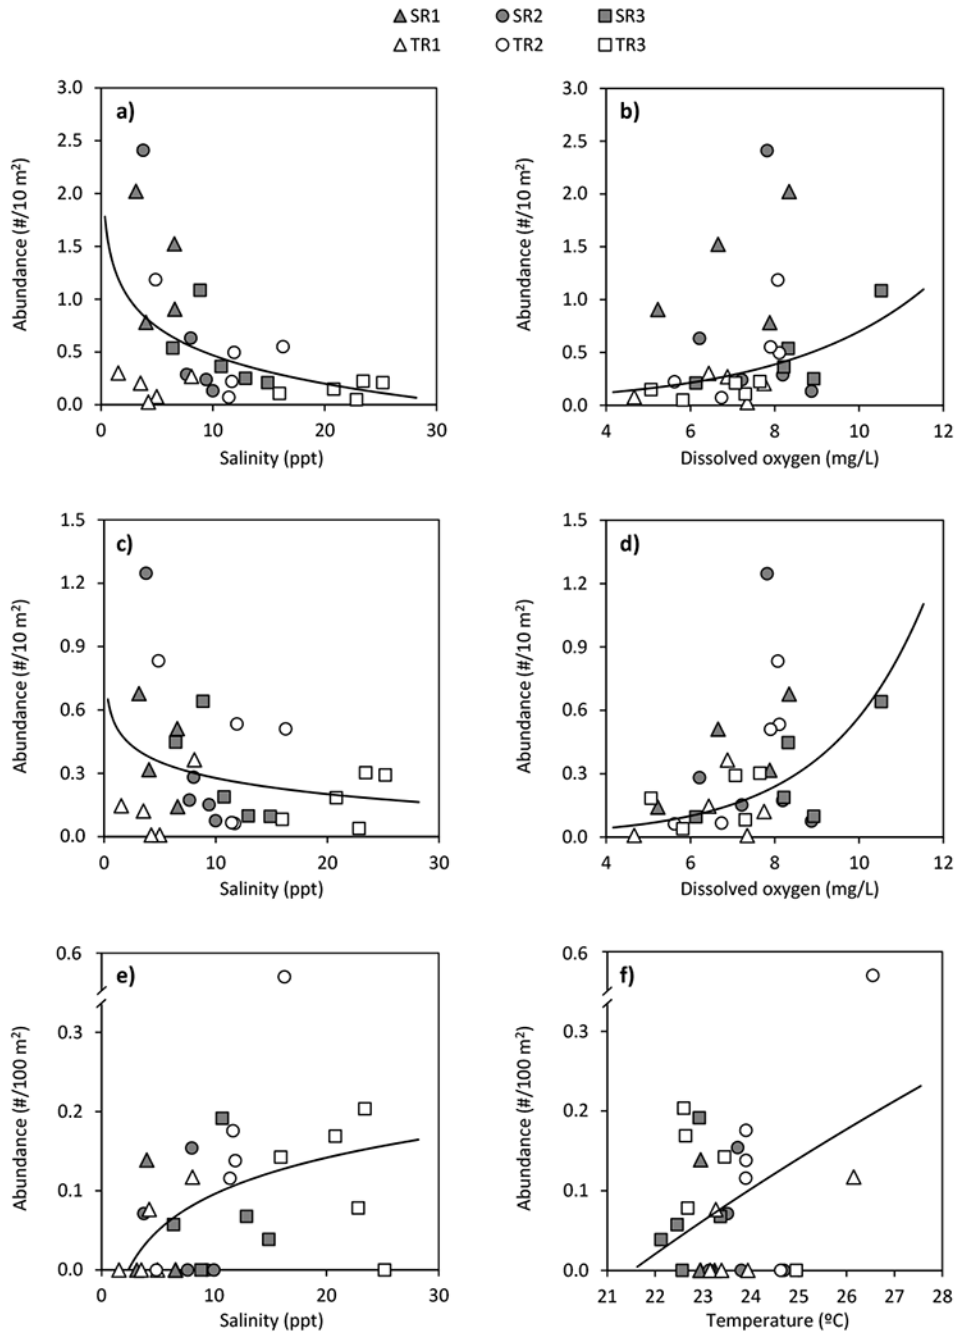 SR1 SR2 SR3
TR1 TR2 TR3
a)
3.0
2.5
2.0
1.5
1.0
0.5
0.0
0 10 20 30
Salinity (ppt)
Abundance (#/10 m²)
b)
3.0
2.5
2.0
1.5
1.0
0.5
0.0
4 6 8 10 12
Dissolved oxygen (mg/L)
Abundance (#/10 m²)
c)
1.5
1.2
0.9
0.6
0.3
0.0
0 10 20 30
Salinity (ppt)
Abundance (#/10 m²)
d)
1.5
1.2
0.9
0.6
0.3
0.0
4 6 8 10 12
Dissolved oxygen (mg/L)
Abundance (#/10 m²)
e)
0.6
0.3
0.2
0.1
0.0
0 10 20 30
Salinity (ppt)
Abundance (#/100 m²)
f)
0.6
0.3
0.2
0.1
0.0
21 22 23 24 25 26 27 28
Temperature (ºC)
Abundance (#/100 m²)